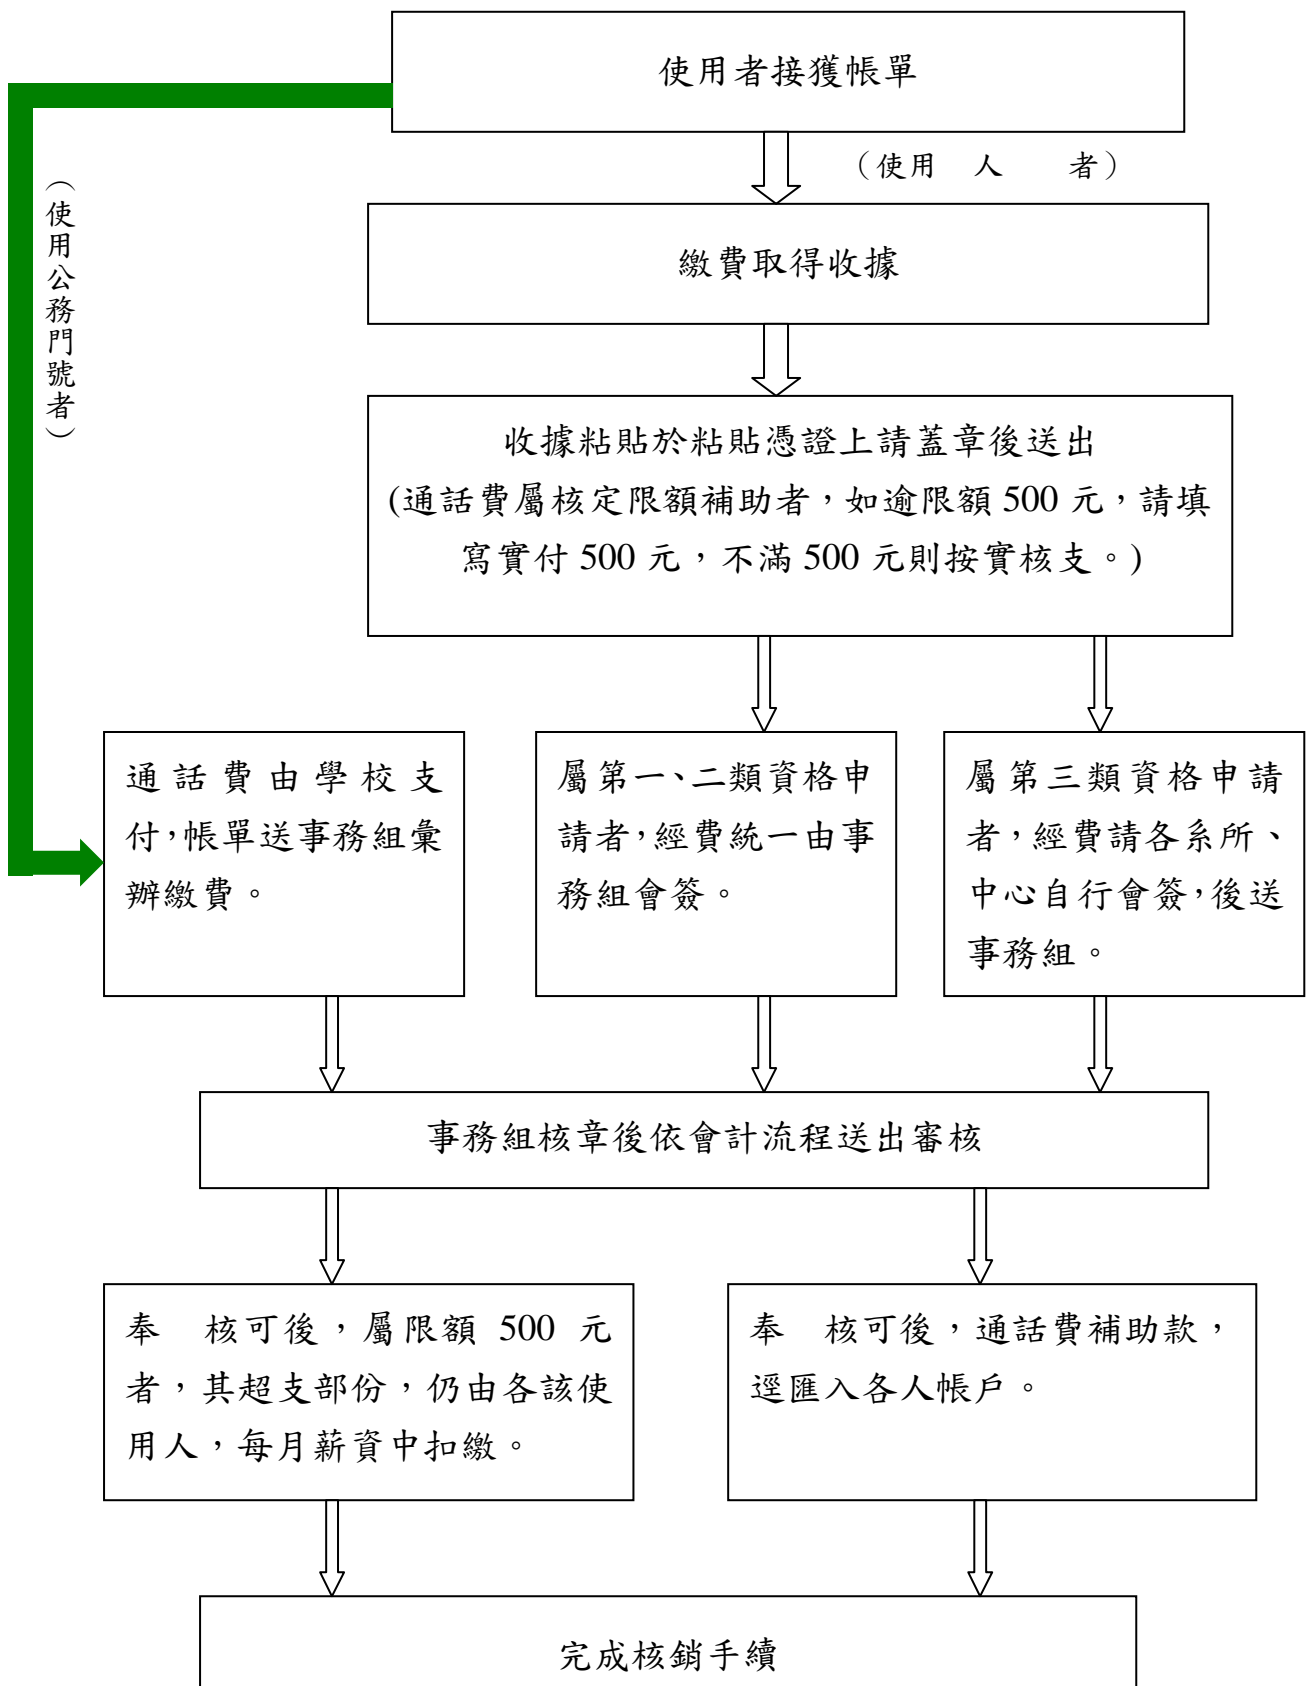 使用者接獲帳單
（使用　人　　者）
（使用公務門號者）
繳費取得收據
收據粘貼於粘貼憑證上請蓋章後送出
(通話費屬核定限額補助者，如逾限額 500 元，請填
寫實付 500 元，不滿 500 元則按實核支。)
通話費由學校支
付，帳單送事務組彙
辦繳費。
屬第一、二類資格申
請者，經費統一由事
務組會簽。
屬第三類資格申請
者，經費請各系所、
中心自行會簽，後送
事務組。
事務組核章後依會計流程送出審核
奉　核可後，屬限額 500 元
者，其超支部份，仍由各該使
用人，每月薪資中扣繳。
奉　核可後，通話費補助款，
逕匯入各人帳戶。
完成核銷手續